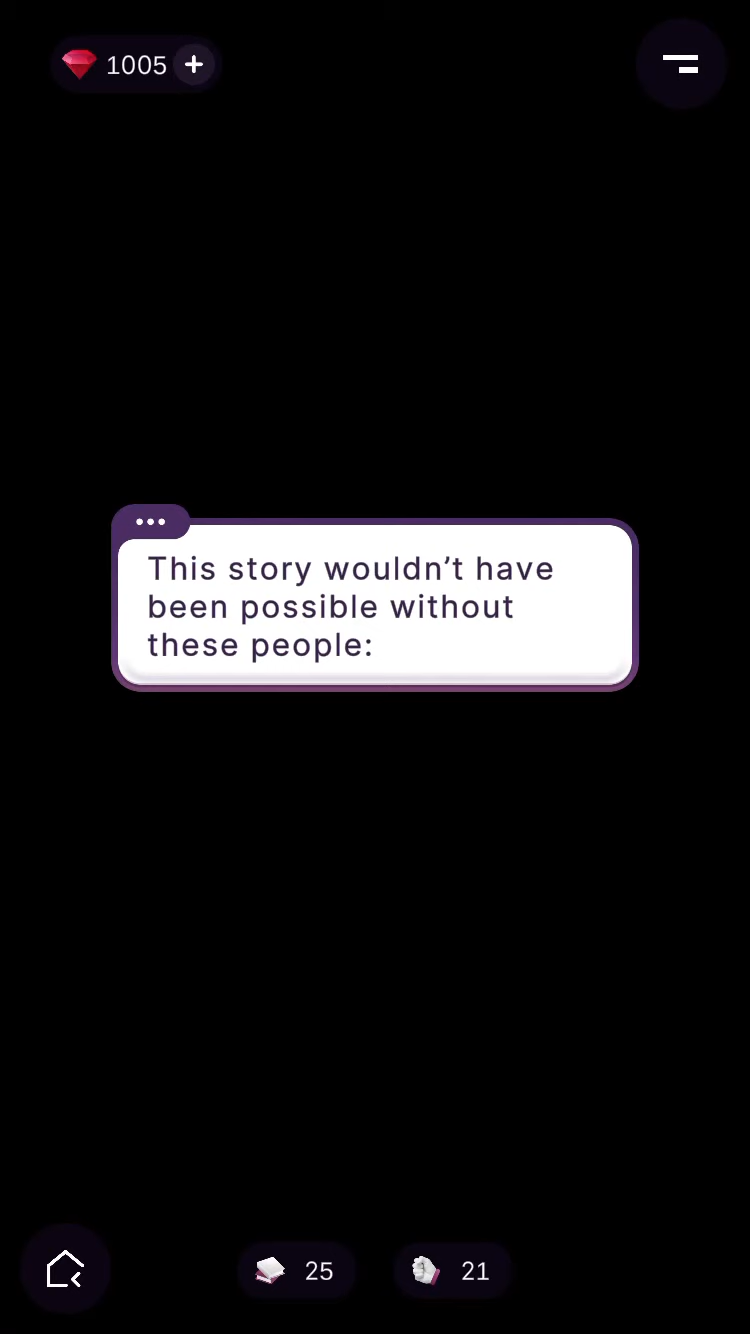 1005
This story wouldn’t have
been possible without
these people:
25
21